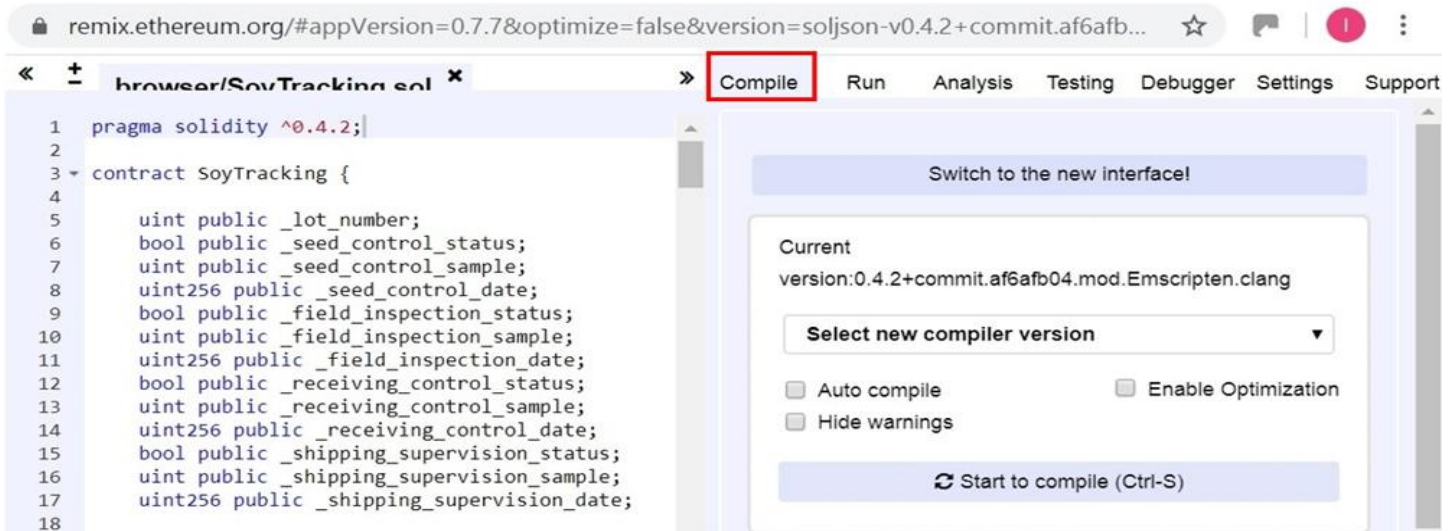 remix.ethereum.org/#appVersion=0.7.7&optimize=false&version=soljson-v0.4.2+commit.af6afb...
I
« ± browser/SoyTracking.sol ✖ » Compile Run Analysis Testing Debugger Settings Support
1 pragma solidity ^0.4.2;
2
3 contract SoyTracking {
4
5 uint public _lot_number;
6 bool public _seed_control_status;
7 uint public _seed_control_sample;
8 uint256 public _seed_control_date;
9 bool public _field_inspection_status;
10 uint public _field_inspection_sample;
11 uint256 public _field_inspection_date;
12 bool public _receiving_control_status;
13 uint public _receiving_control_sample;
14 uint256 public _receiving_control_date;
15 bool public _shipping_supervision_status;
16 uint public _shipping_supervision_sample;
17 uint256 public _shipping_supervision_date;
18
Switch to the new interface!
Current
version:0.4.2+commit.af6afb04.mod.Emscripten.clang
Select new compiler version
Auto compile Enable Optimization
Hide warnings
Start to compile (Ctrl-S)